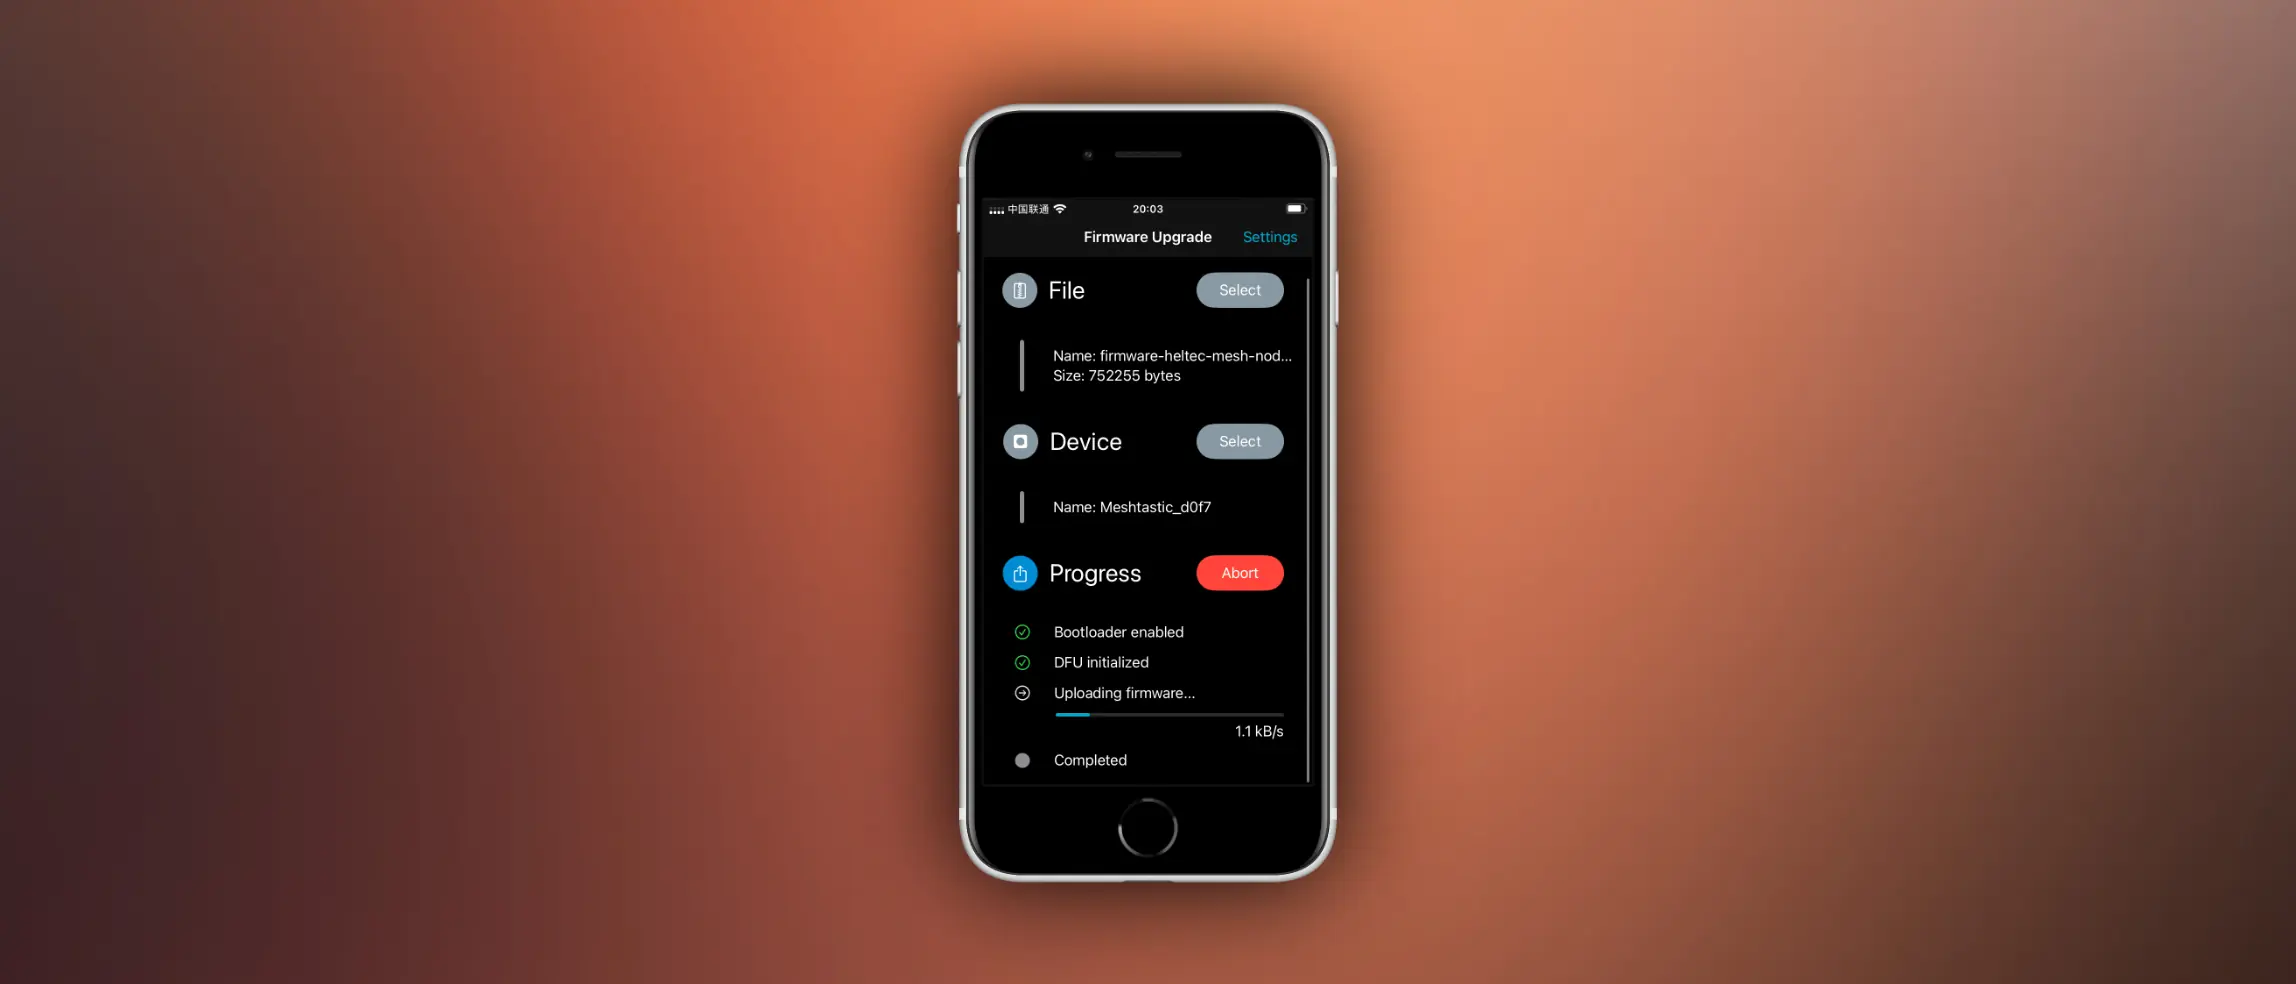 中国联通 20:03
Firmware Upgrade Settings
File Select
Name: firmware-heltec-mesh-nod...
Size: 752255 bytes
Device Select
Name: Meshtastic_d0f7
Progress Abort
Bootloader enabled
DFU initialized
Uploading firmware...
1.1 kB/s
Completed